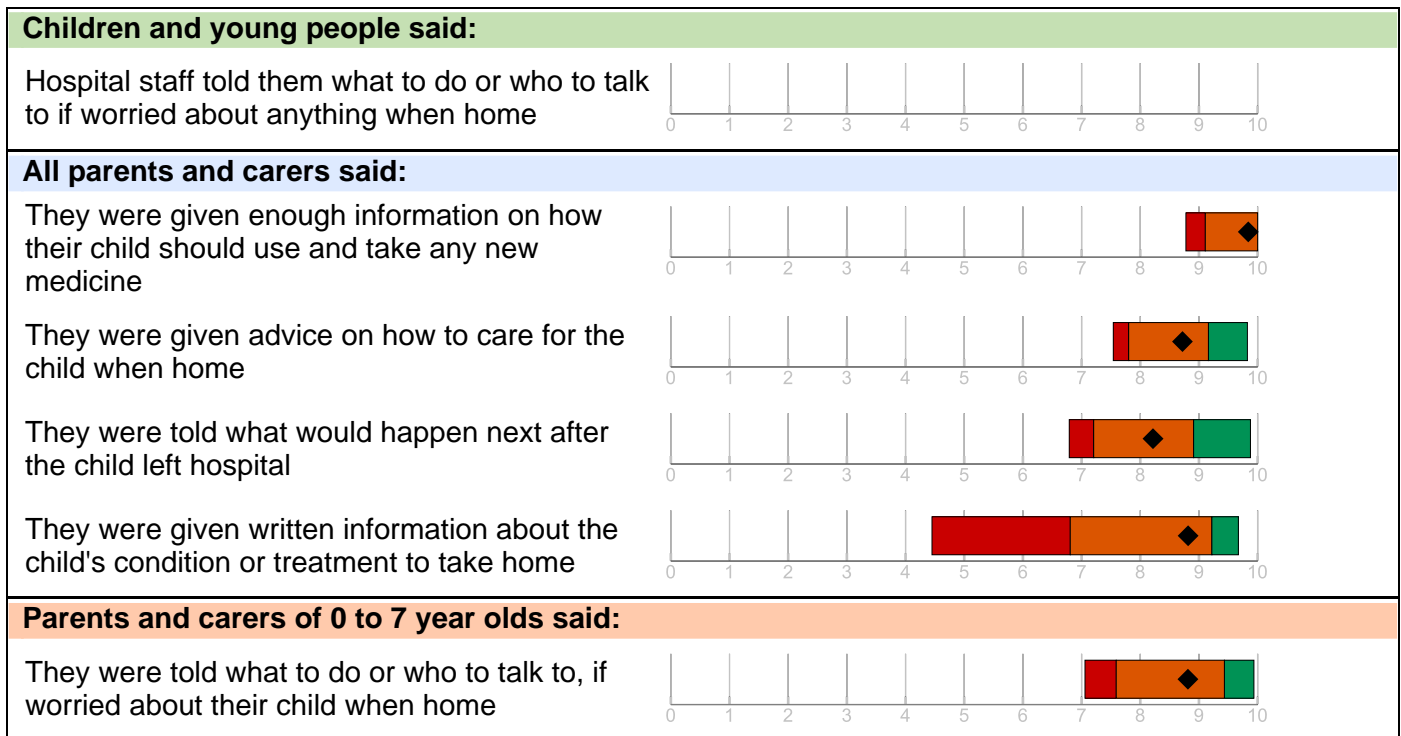 Children and young people said:
Hospital staff told them what to do or who to talk
to if worried about anything when home
0 1 2 3 4 5 6 7 8 9 10
All parents and carers said:
They were given enough information on how
their child should use and take any new
medicine
0 1 2 3 4 5 6 7 8 9 10
They were given advice on how to care for the
child when home
0 1 2 3 4 5 6 7 8 9 10
They were told what would happen next after
the child left hospital
0 1 2 3 4 5 6 7 8 9 10
They were given written information about the
child's condition or treatment to take home
0 1 2 3 4 5 6 7 8 9 10
Parents and carers of 0 to 7 year olds said:
They were told what to do or who to talk to, if
worried about their child when home
0 1 2 3 4 5 6 7 8 9 10